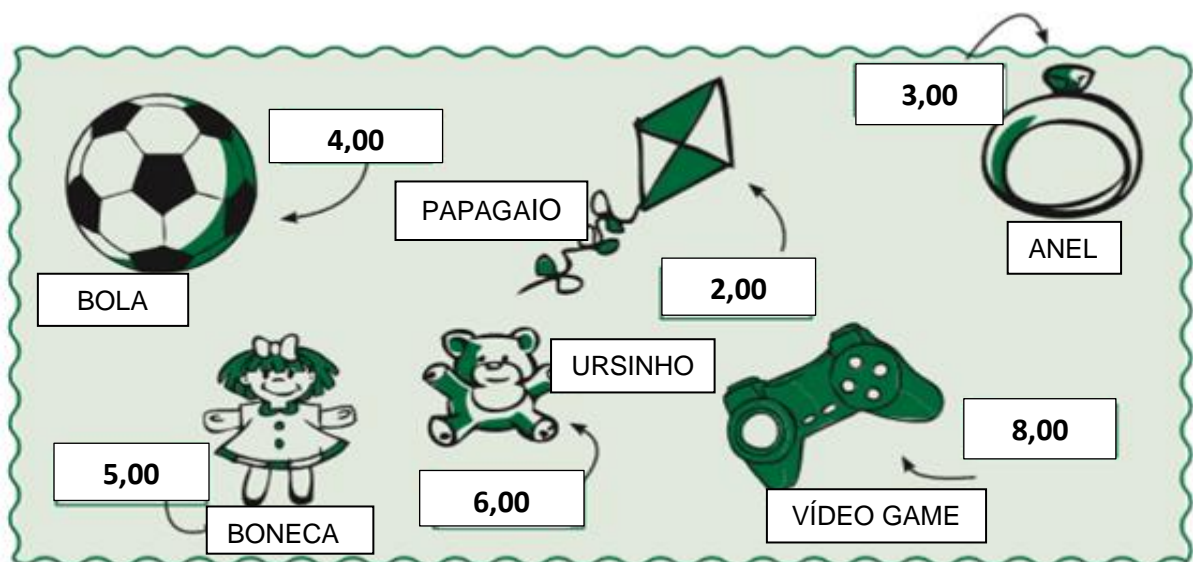 3,00
4,00
PAPAGAIO
ANEL
BOLA
2,00
URSINHO
8,00
5,00
6,00
VÍDEO GAME
BONECA